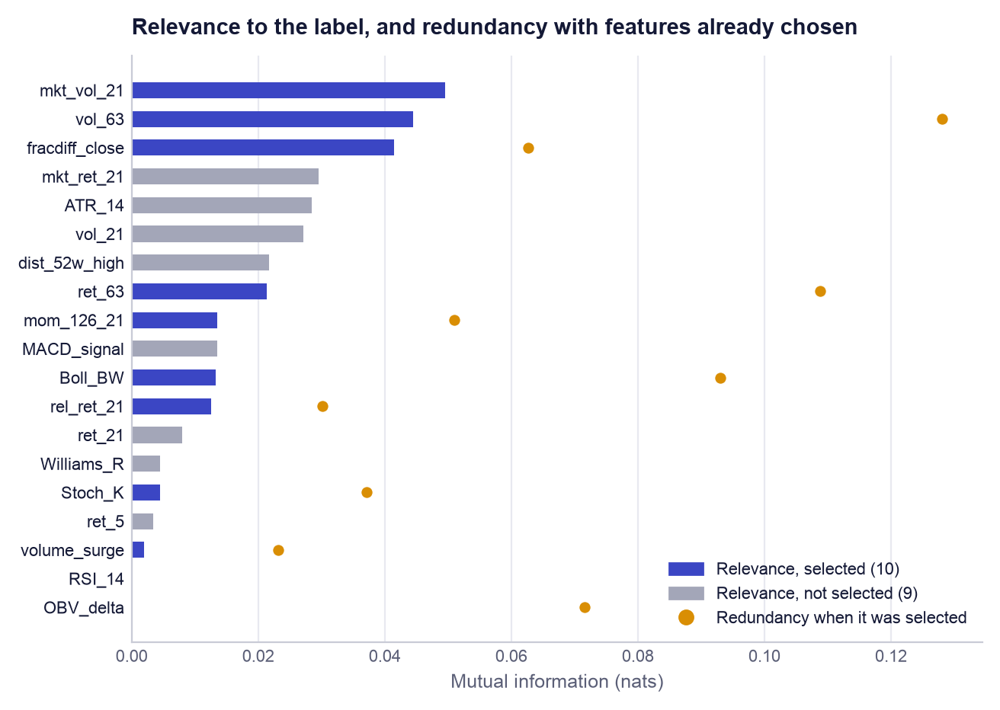 Relevance to the label, and redundancy with features already chosen
mkt_vol_21
vol_63
fracdiff_close
mkt_ret_21
ATR_14
vol_21
dist_52w_high
ret_63
mom_126_21
MACD_signal
Boll_BW
rel_ret_21
ret_21
Williams_R
Stoch_K
ret_5
volume_surge
RSI_14
OBV_delta
Relevance, selected (10)
Relevance, not selected (9)
Redundancy when it was selected
0.00 0.02 0.04 0.06 0.08 0.10 0.12
Mutual information (nats)